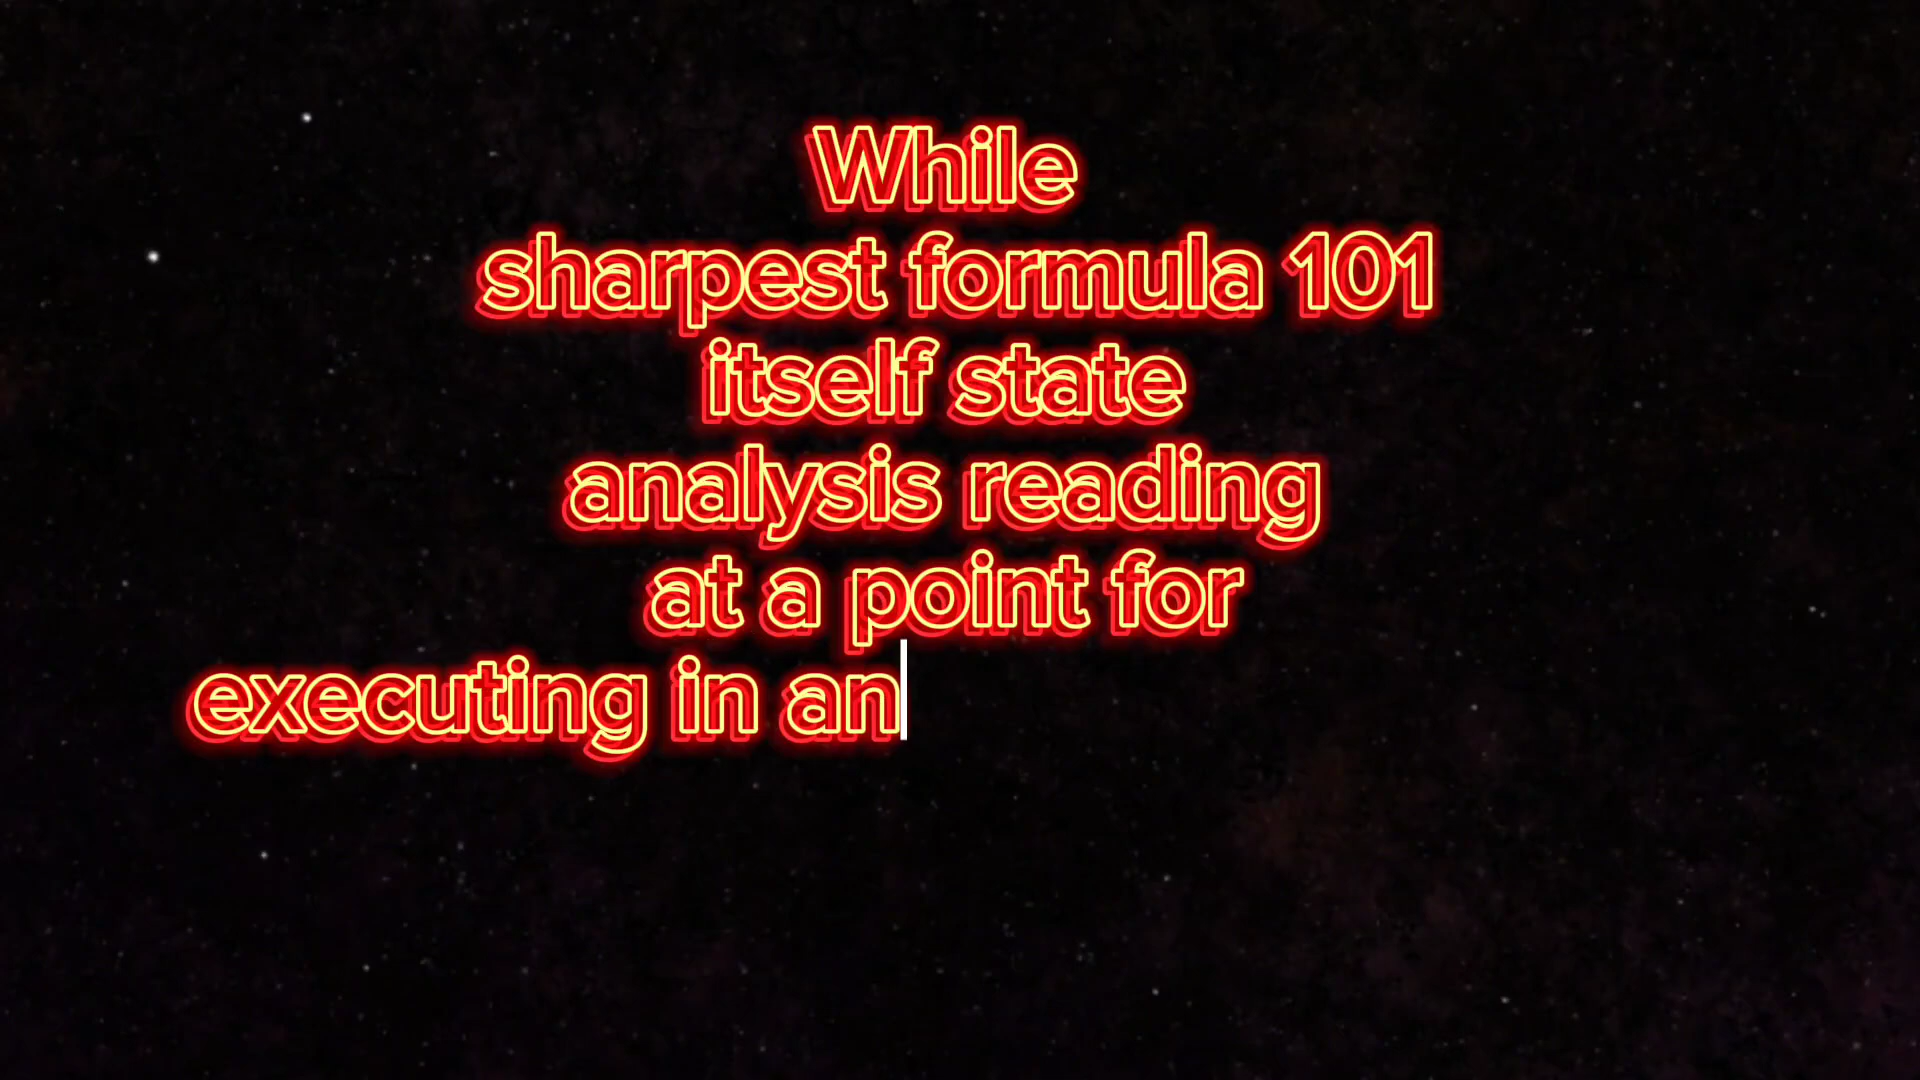 While
sharpest formula 101
itself state
analysis reading
at a point for
executing in an